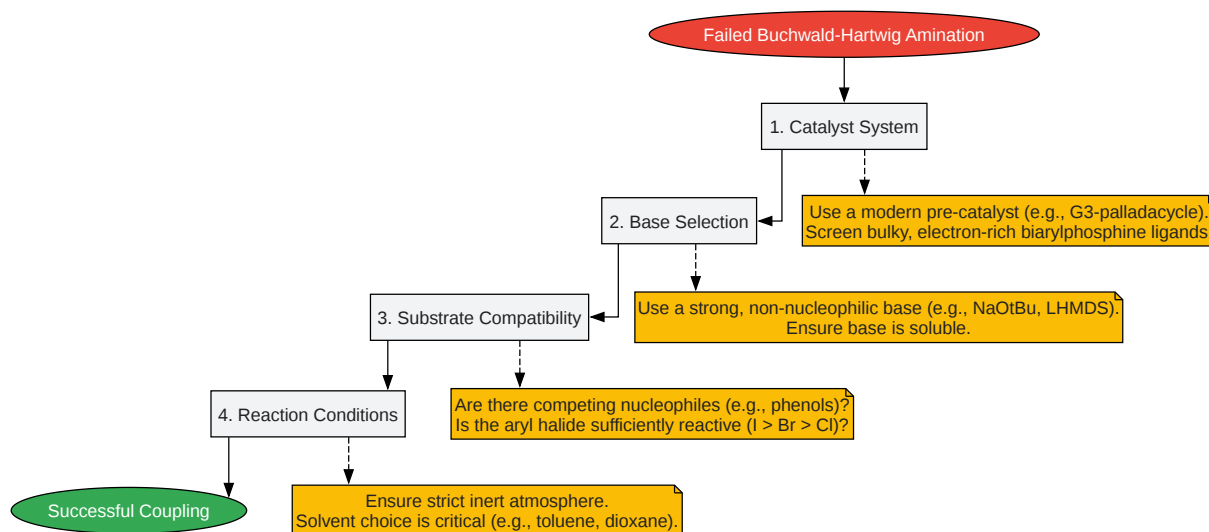 Failed Buchwald-Hartwig Amination
1. Catalyst System
Use a modern pre-catalyst (e.g., G3-palladacycle).
Screen bulky, electron-rich biarylphosphine ligands
2. Base Selection
Use a strong, non-nucleophilic base (e.g., NaOtBu, LHMDS).
Ensure base is soluble.
3. Substrate Compatibility
Are there competing nucleophiles (e.g., phenols)?
Is the aryl halide sufficiently reactive (I > Br > Cl)?
4. Reaction Conditions
Ensure strict inert atmosphere.
Solvent choice is critical (e.g., toluene, dioxane).
Successful Coupling